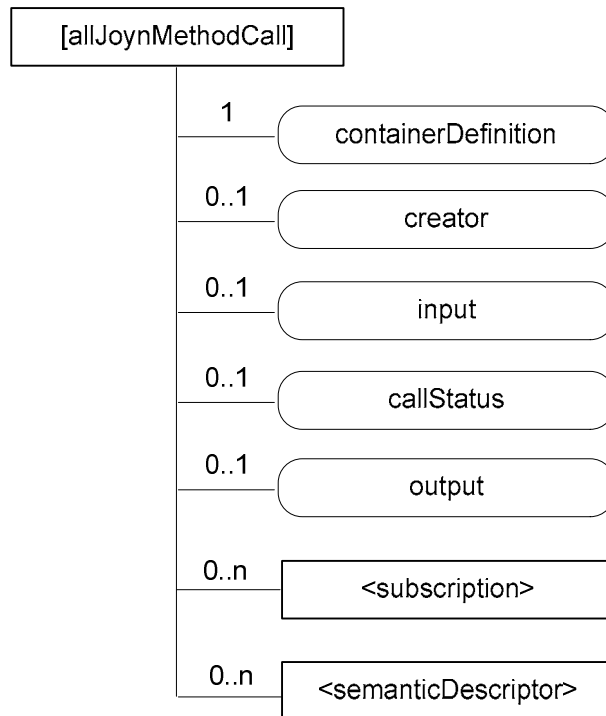 [allJoynMethodCall]
1
containerDefinition
0..1
creator
0..1
input
0..1
callStatus
0..1
output
0..n
<subscription>
0..n
<semanticDescriptor>